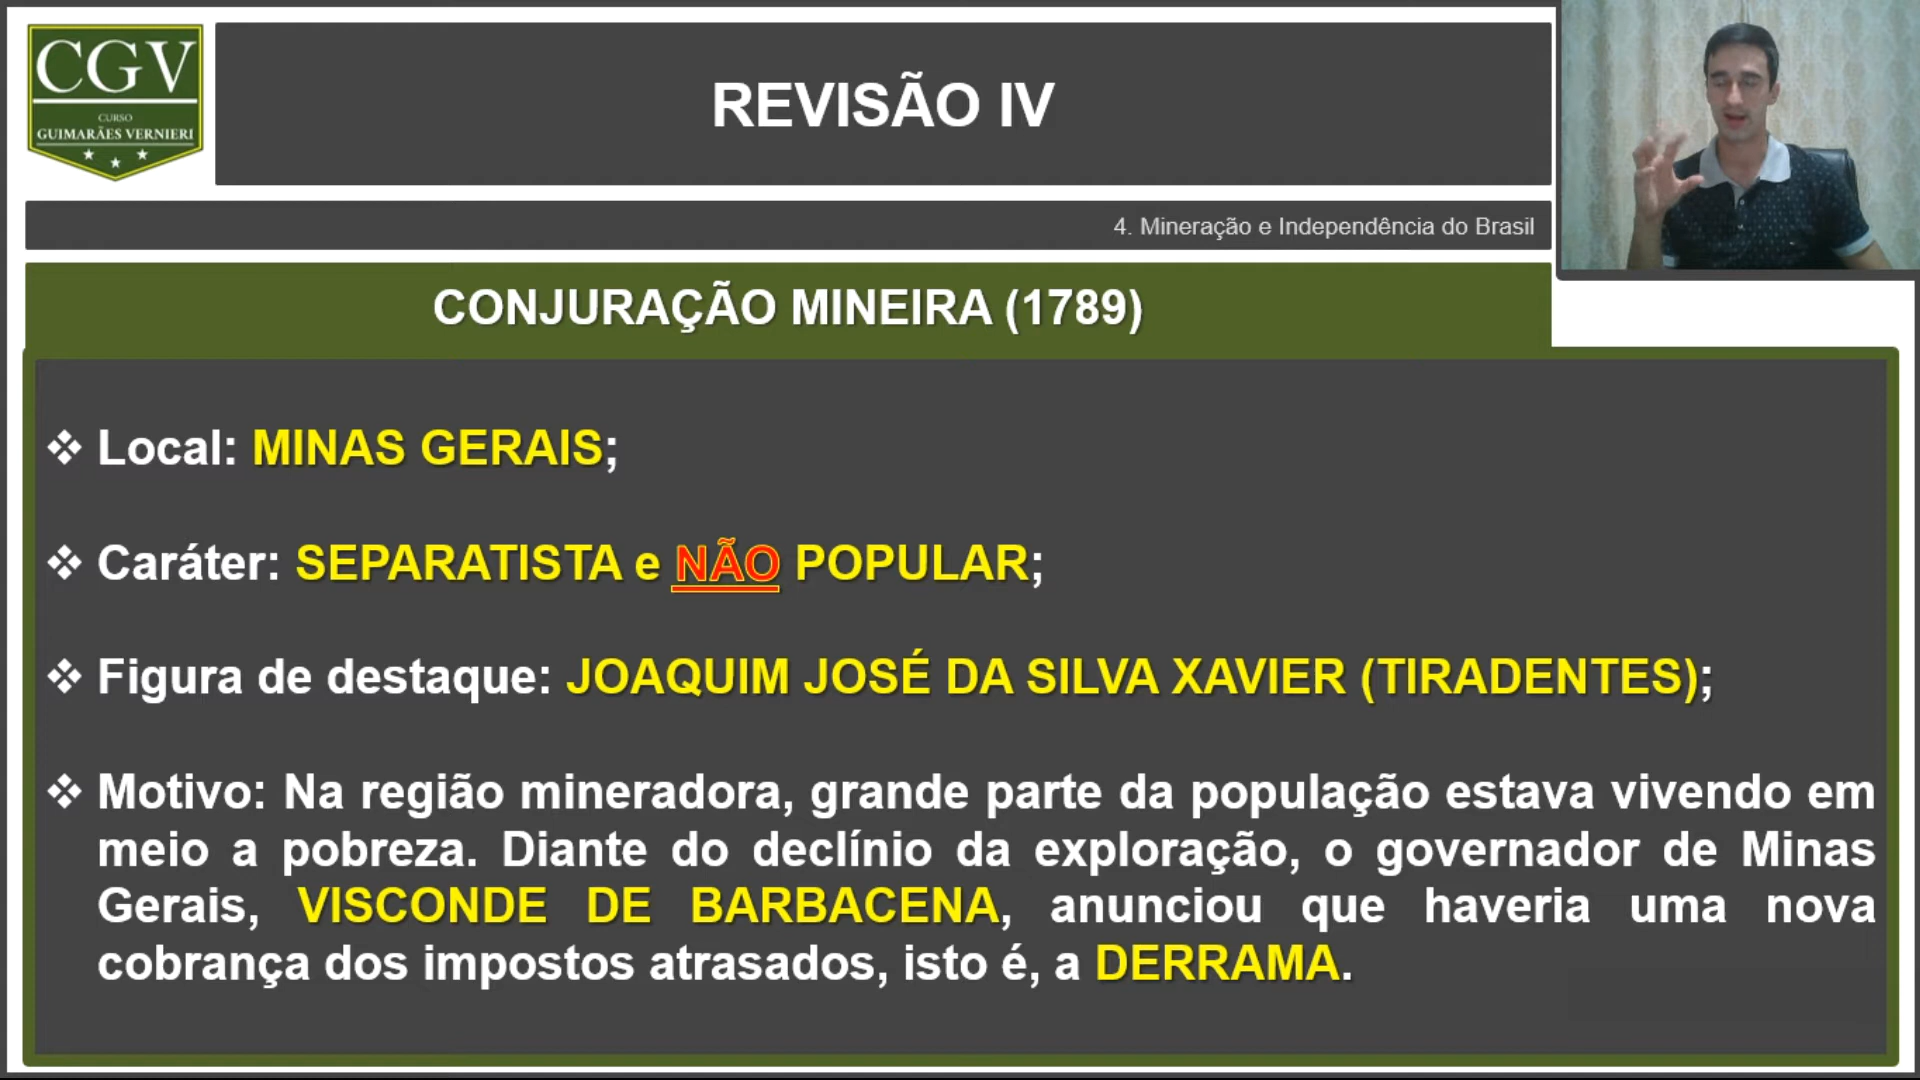 CGV
CURSO
GUIMARÃES VERNIERI
REVISÃO IV
4. Mineração e Independência do Brasil
CONJURAÇÃO MINEIRA (1789)
❖ Local: MINAS GERAIS;
❖ Caráter: SEPARATISTA e NÃO POPULAR;
❖ Figura de destaque: JOAQUIM JOSÉ DA SILVA XAVIER (TIRADENTES);
❖ Motivo: Na região mineradora, grande parte da população estava vivendo em
meio a pobreza. Diante do declínio da exploração, o governador de Minas
Gerais, VISCONDE DE BARBACENA, anunciou que haveria uma nova
cobrança dos impostos atrasados, isto é, a DERRAMA.